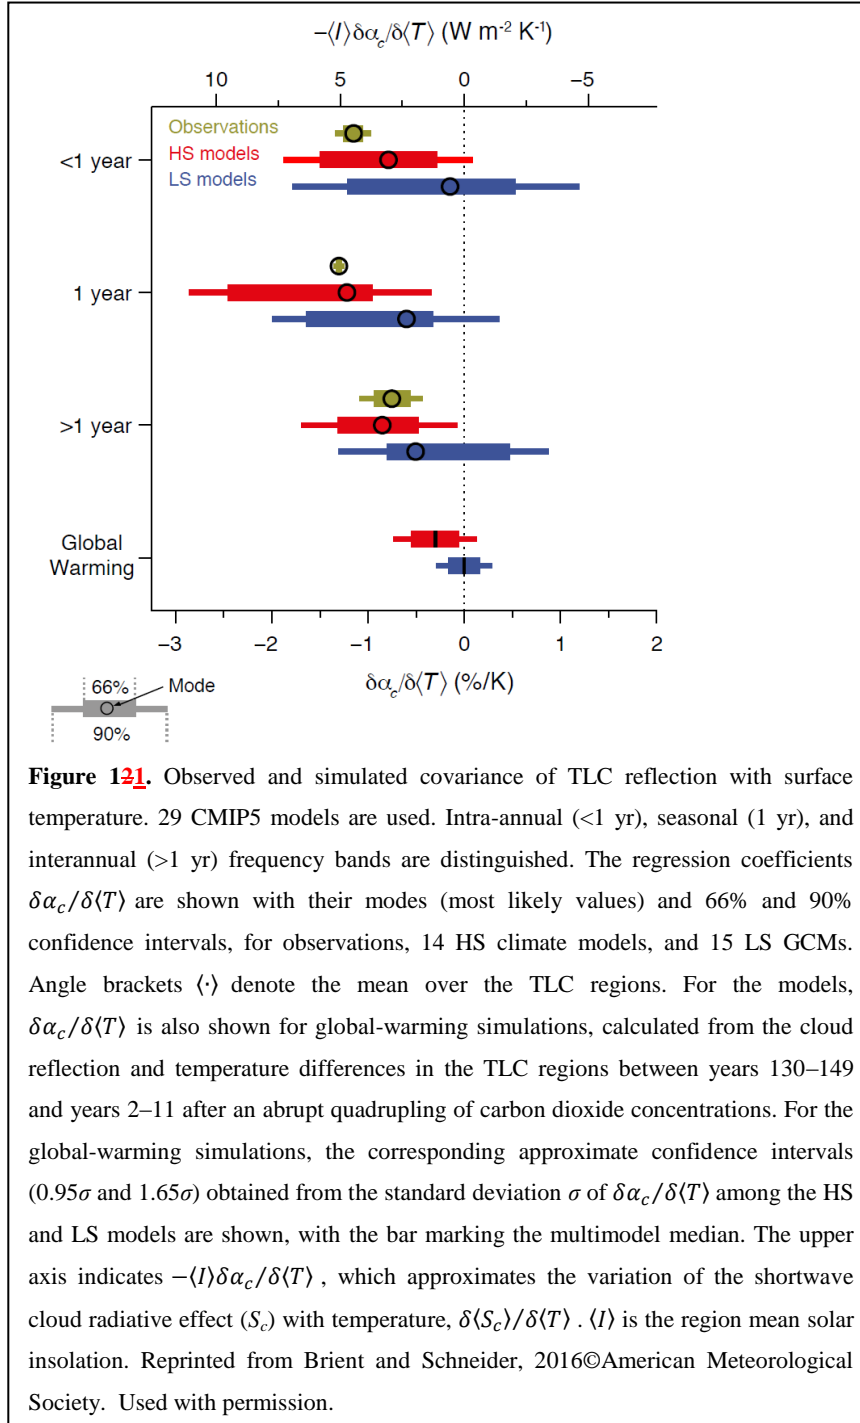 −⟨I⟩δα_c/δ⟨T⟩ (W m⁻² K⁻¹)
10 5 0 −5
Observations
HS models
LS models
<1 year
1 year
>1 year
Global
Warming
−3 −2 −1 0 1 2
δα_c/δ⟨T⟩ (%/K)
66%
Mode
90%
Figure 121. Observed and simulated covariance of TLC reflection with surface
temperature. 29 CMIP5 models are used. Intra-annual (<1 yr), seasonal (1 yr), and
interannual (>1 yr) frequency bands are distinguished. The regression coefficients
δα_c/δ⟨T⟩ are shown with their modes (most likely values) and 66% and 90%
confidence intervals, for observations, 14 HS climate models, and 15 LS GCMs.
Angle brackets ⟨·⟩ denote the mean over the TLC regions. For the models,
δα_c/δ⟨T⟩ is also shown for global-warming simulations, calculated from the cloud
reflection and temperature differences in the TLC regions between years 130–149
and years 2–11 after an abrupt quadrupling of carbon dioxide concentrations. For the
global-warming simulations, the corresponding approximate confidence intervals
(0.95σ and 1.65σ) obtained from the standard deviation σ of δα_c/δ⟨T⟩ among the HS
and LS models are shown, with the bar marking the multimodel median. The upper
axis indicates −⟨I⟩δα_c/δ⟨T⟩ , which approximates the variation of the shortwave
cloud radiative effect (S_c) with temperature, δ⟨S_c⟩/δ⟨T⟩ . ⟨I⟩ is the region mean solar
insolation. Reprinted from Brient and Schneider, 2016©American Meteorological
Society. Used with permission.